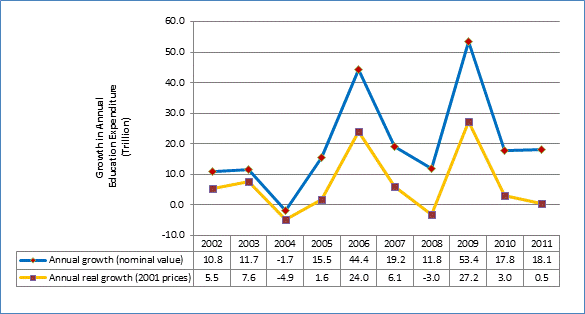 60.0
50.0
40.0
30.0
20.0
10.0
0.0
-10.0
Growth in Annual
Education Expenditure
(Trillion)
2002 2003 2004 2005 2006 2007 2008 2009 2010 2011
Annual growth (nominal value) 10.8 11.7 -1.7 15.5 44.4 19.2 11.8 53.4 17.8 18.1
Annual real growth (2001 prices) 5.5 7.6 -4.9 1.6 24.0 6.1 -3.0 27.2 3.0 0.5